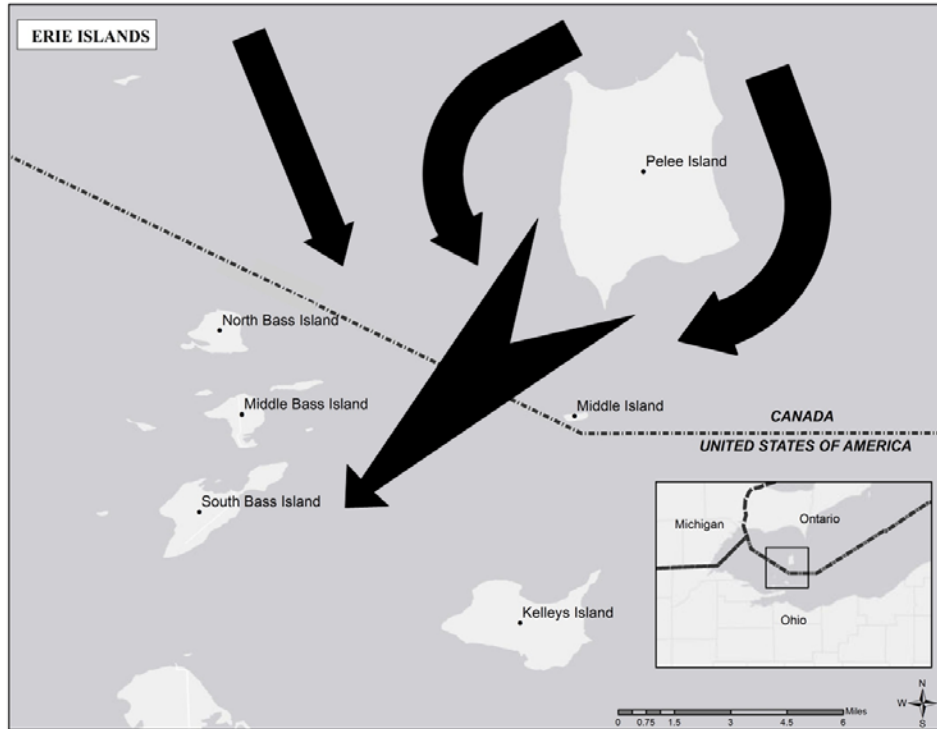 ERIE ISLANDS
Pelee Island
North Bass Island
Middle Bass Island
Middle Island
CANADA
UNITED STATES OF AMERICA
South Bass Island
Michigan
Ontario
Ohio
Kelleys Island
N
W E
S
Miles
0 0.75 1.5 3 4.5 6